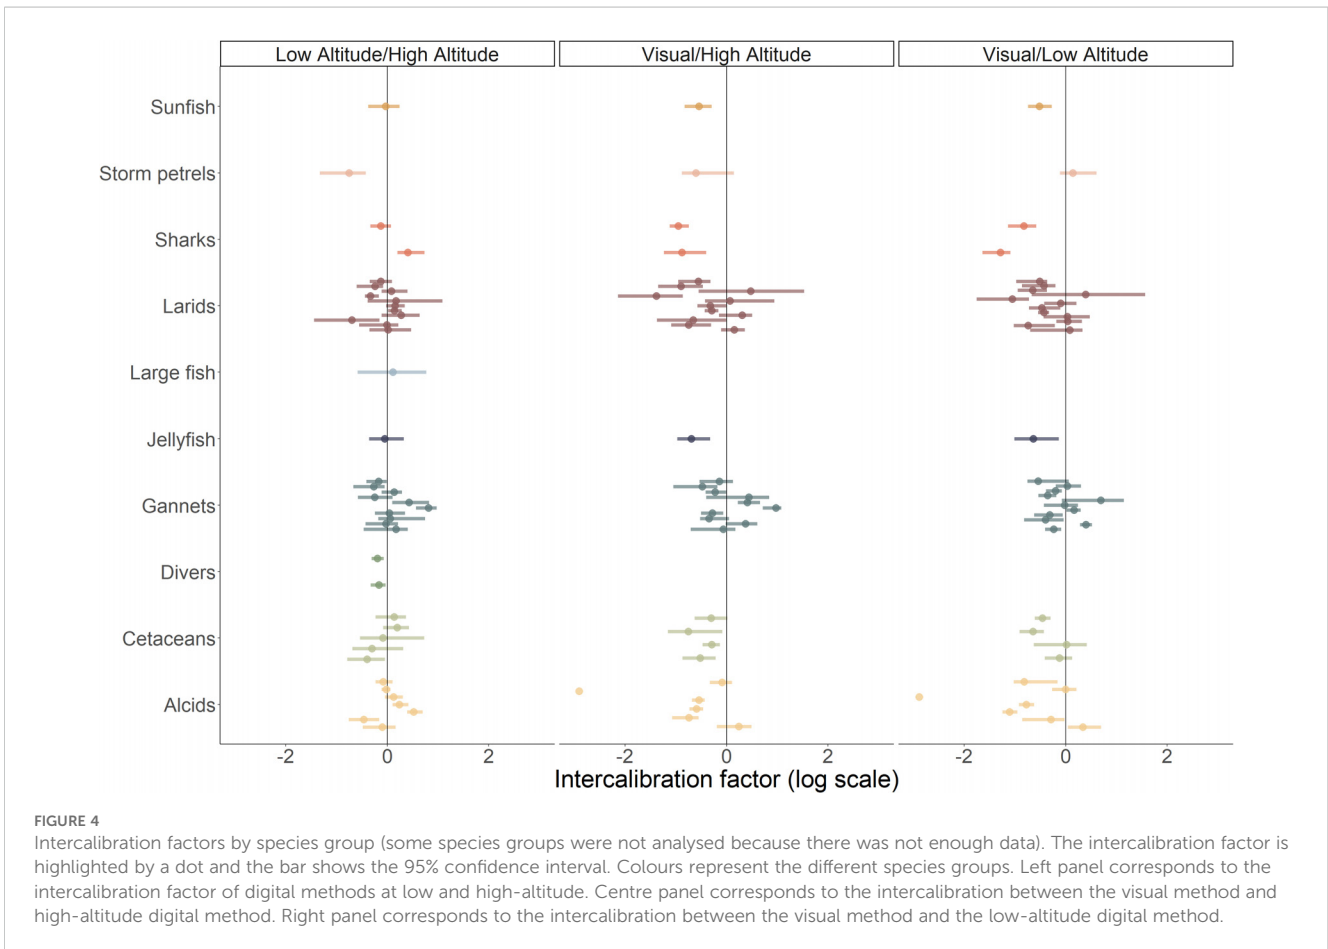 Low Altitude/High Altitude
Visual/High Altitude
Visual/Low Altitude
Sunfish
Storm petrels
Sharks
Larids
Large fish
Jellyfish
Gannets
Divers
Cetaceans
Alcids
-2 0 2 -2 0 2 -2 0 2
Intercalibration factor (log scale)
FIGURE 4
Intercalibration factors by species group (some species groups were not analysed because there was not enough data). The intercalibration factor is
highlighted by a dot and the bar shows the 95% confidence interval. Colours represent the different species groups. Left panel corresponds to the
intercalibration factor of digital methods at low and high-altitude. Centre panel corresponds to the intercalibration between the visual method and
high-altitude digital method. Right panel corresponds to the intercalibration between the visual method and the low-altitude digital method.